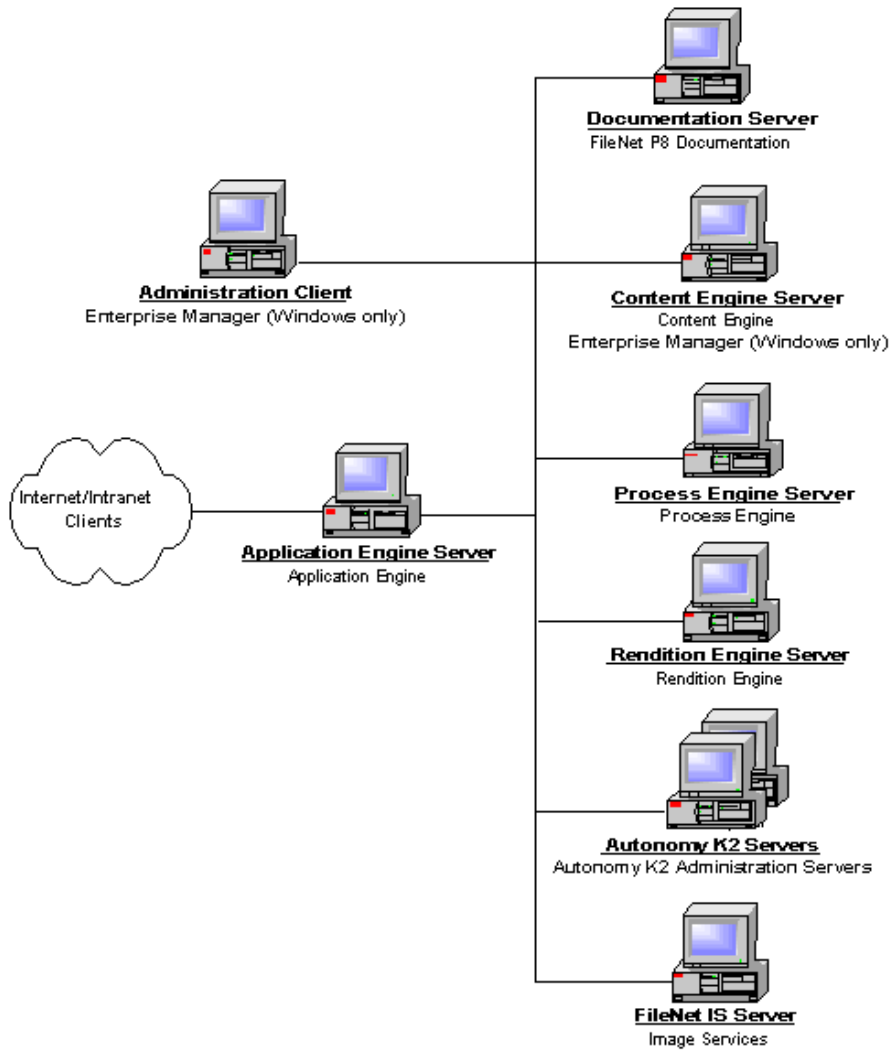 Documentation Server
FileNet P8 Documentation
Administration Client
Enterprise Manager (Windows only)
Content Engine Server
Content Engine
Enterprise Manager (Windows only)
Internet/Intranet
Clients
Application Engine Server
Application Engine
Process Engine Server
Process Engine
Rendition Engine Server
Rendition Engine
Autonomy K2 Servers
Autonomy K2 Administration Servers
FileNet IS Server
Image Services